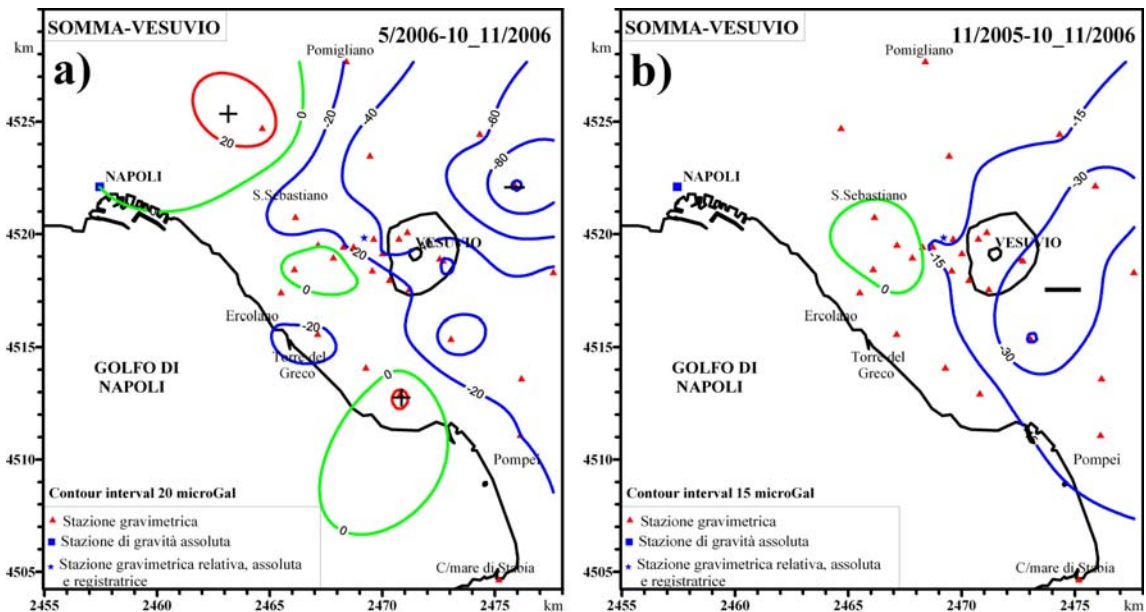 SOMMA-VESUVIO
5/2006-10_11/2006
km
a)
Pomigliano
0
-20
-40
-60
20
4525
-80
NAPOLI
0
S.Sebastiano
4520
VESUVIO
-20
0
Ercolano
-20
4515
Torre del
Greco
-20
GOLFO DI
NAPOLI
0
4510
Pompei
Contour interval 20 microGal
0
Stazione gravimetrica
Stazione di gravità assoluta
Stazione gravimetrica relativa, assoluta
e registratrice
C/mare di Stabia
4505
km
2455
2460
2465
2470
2475
SOMMA-VESUVIO
11/2005-10_11/2006
km
b)
Pomigliano
-15
4525
-30
NAPOLI
S.Sebastiano
4520
VESUVIO
-15
0
Ercolano
-30
4515
Torre del
Greco
GOLFO DI
NAPOLI
4510
Pompei
Contour interval 15 microGal
Stazione gravimetrica
Stazione di gravità assoluta
Stazione gravimetrica relativa, assoluta
e registratrice
C/mare di Stabia
4505
km
2455
2460
2465
2470
2475